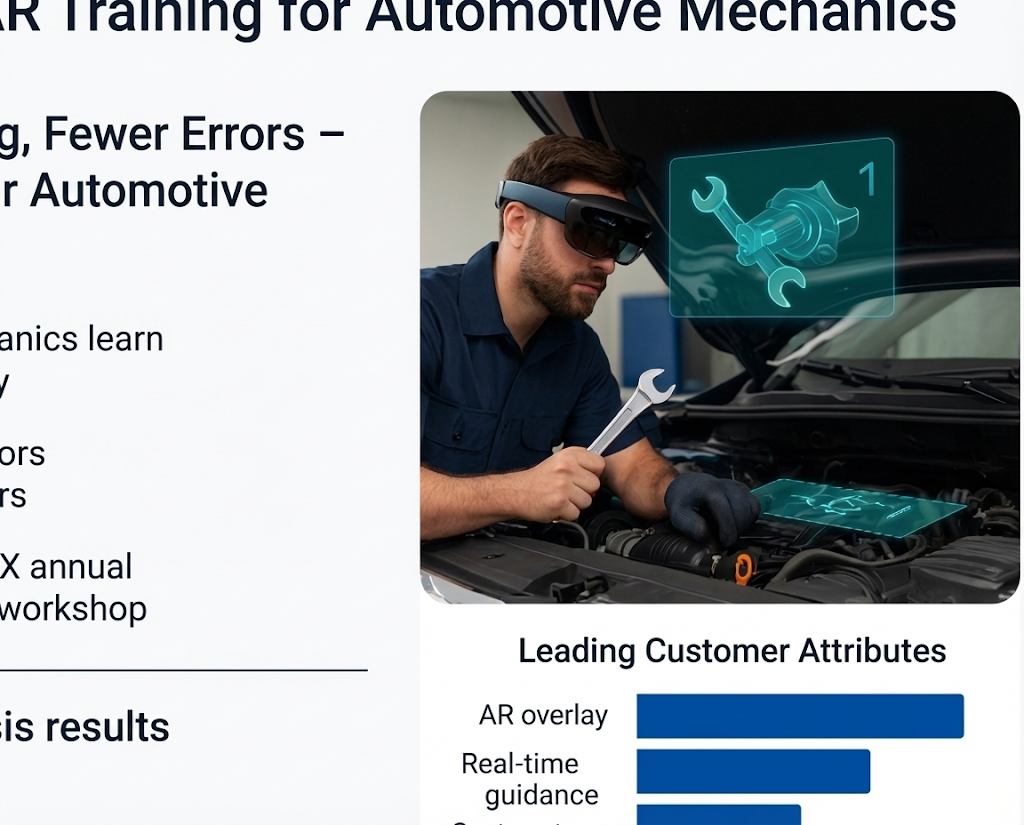 AR Training for Automotive Mechanics
g, Fewer Errors –
r Automotive
anics learn
y
ors
rs
X annual
workshop
sis results
1
Leading Customer Attributes
AR overlay
Real-time
guidance